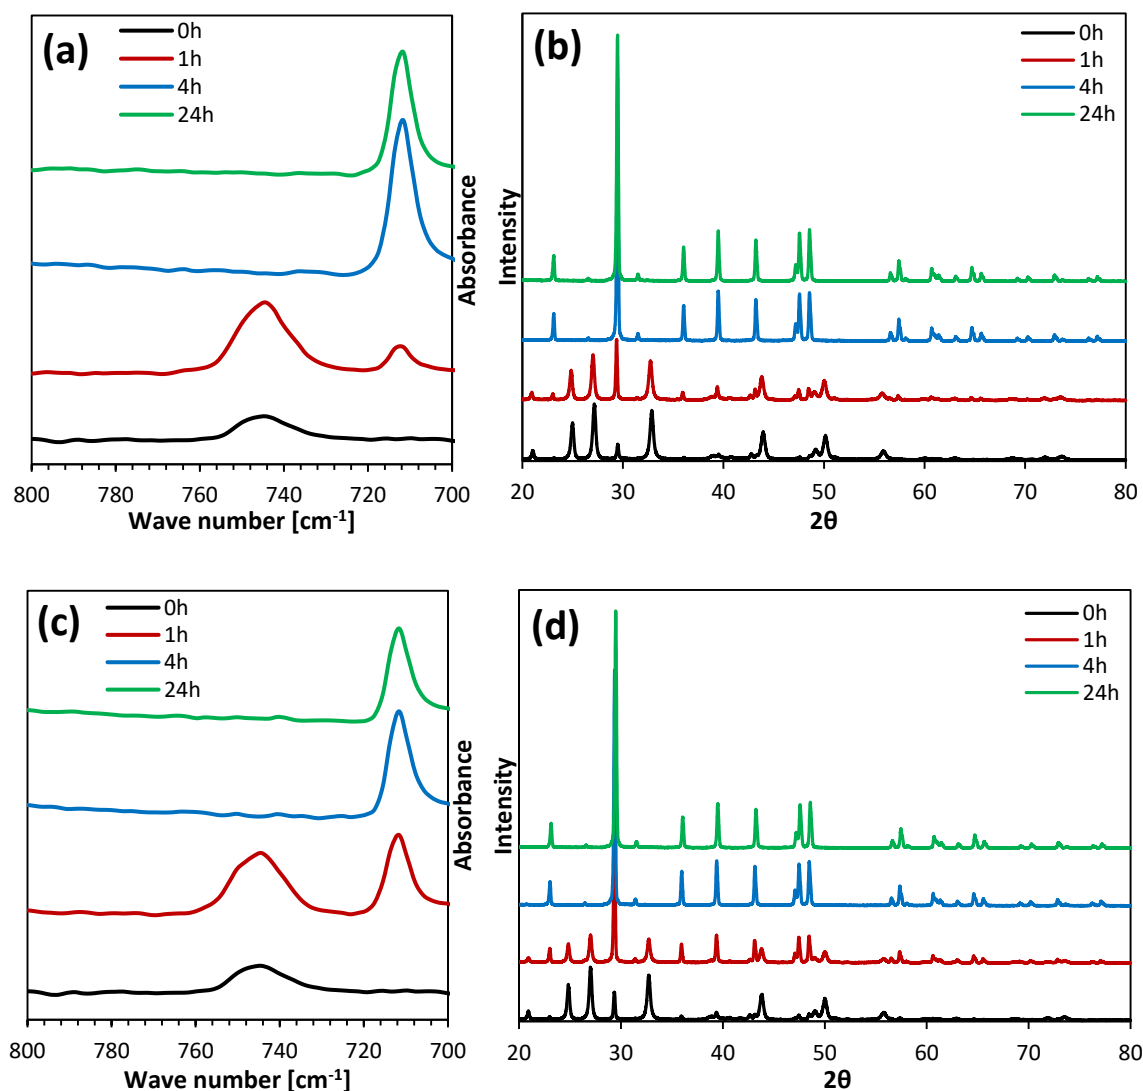 (a)
0h
1h
4h
24h
Absorbance
800 780 760 740 720 700
Wave number [cm⁻¹]
(b)
0h
1h
4h
24h
Intensity
20 30 40 50 60 70 80
2θ
(c)
0h
1h
4h
24h
Absorbance
800 780 760 740 720 700
Wave number [cm⁻¹]
(d)
0h
1h
4h
24h
Intensity
20 30 40 50 60 70 80
2θ